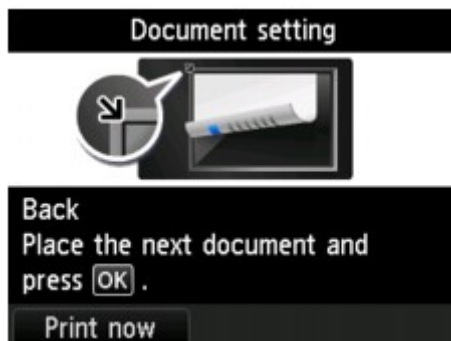 Document setting
Back
Place the next document and
press OK .
Print now